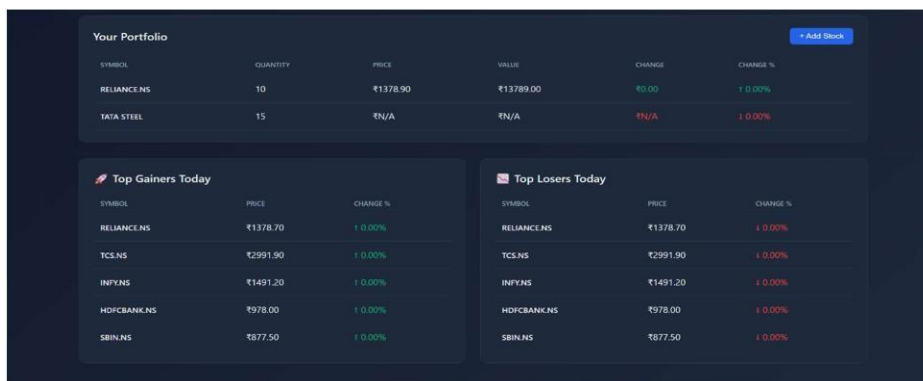 Your Portfolio
+ Add Stock
SYMBOL QUANTITY PRICE VALUE CHANGE CHANGE %
RELIANCE.NS 10 ₹1378.90 ₹13789.00 ₹0.00 ↑ 0.00%
TATA STEEL 15 ₹N/A ₹N/A ₹N/A ↓ 0.00%
Top Gainers Today
SYMBOL PRICE CHANGE %
RELIANCE.NS ₹1378.70 ↑ 0.00%
TCS.NS ₹2991.90 ↑ 0.00%
INFY.NS ₹1491.20 ↑ 0.00%
HDFCBANK.NS ₹978.00 ↑ 0.00%
SBIN.NS ₹877.50 ↑ 0.00%
Top Losers Today
SYMBOL PRICE CHANGE %
RELIANCE.NS ₹1378.70 ↓ 0.00%
TCS.NS ₹2991.90 ↓ 0.00%
INFY.NS ₹1491.20 ↓ 0.00%
HDFCBANK.NS ₹978.00 ↓ 0.00%
SBIN.NS ₹877.50 ↓ 0.00%